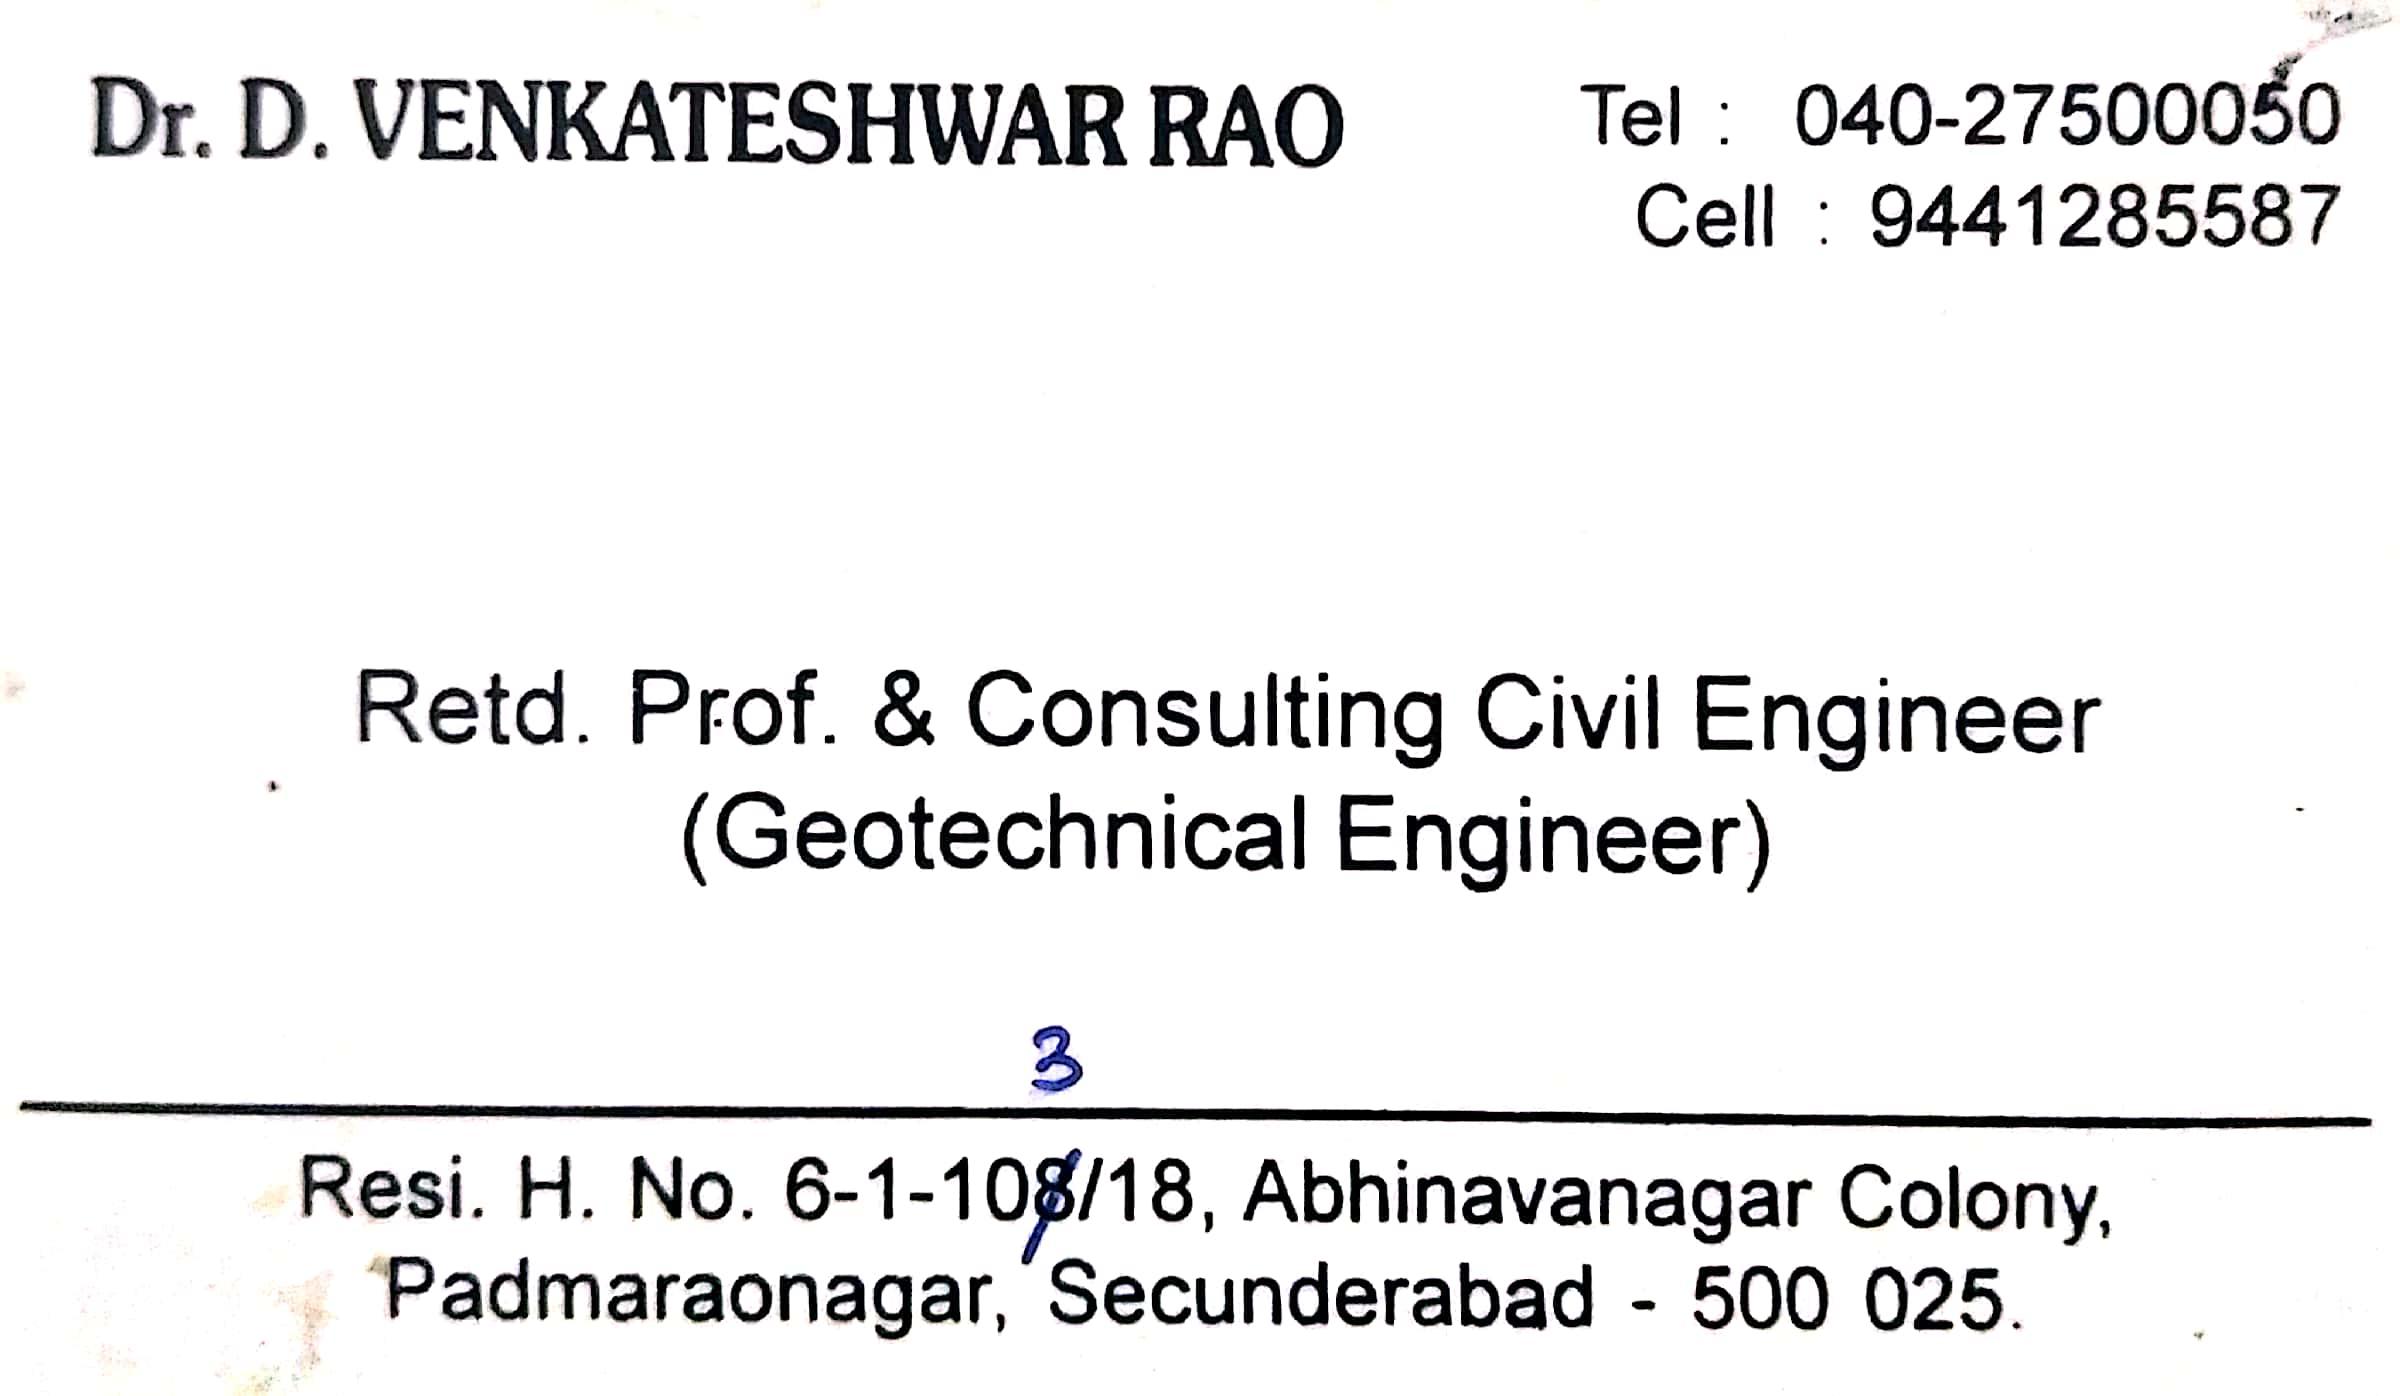 Dr. D. VENKATESHWAR RAO
Tel : 040-27500050
Cell : 9441285587
Retd. Prof. & Consulting Civil Engineer
(Geotechnical Engineer)
3
Resi. H. No. 6-1-108/18, Abhinavanagar Colony,
Padmaraonagar, Secunderabad - 500 025.